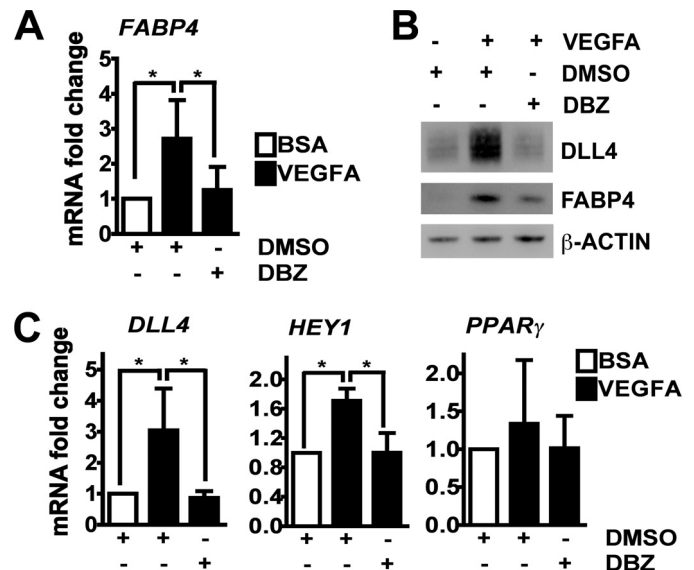 A
FABP4
mRNA fold change
5
4
3
2
1
0
* *
BSA
VEGFA
+ + - DMSO
- - + DBZ
B
- + + VEGFA
+ + - DMSO
- - + DBZ
DLL4
FABP4
β-ACTIN
C
DLL4
mRNA fold change
5
4
3
2
1
0
* *
+ + -
- - +
HEY1
2.0
1.6
1.2
0.8
0.4
0.0
* *
+ + -
- - +
PPARγ
2.0
1.5
1.0
0.5
0.0
BSA
VEGFA
+ + - DMSO
- - + DBZ